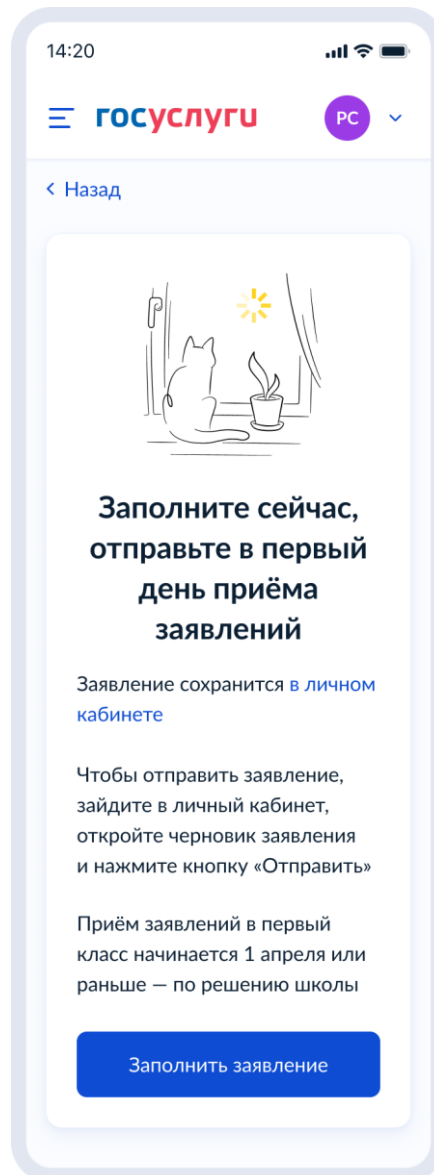 14:20
госуслуги
РС
Назад
Заполните сейчас,
отправьте в первый
день приёма
заявлений
Заявление сохранится в личном
кабинете
Чтобы отправить заявление,
зайдите в личный кабинет,
откройте черновик заявления
и нажмите кнопку «Отправить»
Приём заявлений в первый
класс начинается 1 апреля или
раньше — по решению школы
Заполнить заявление